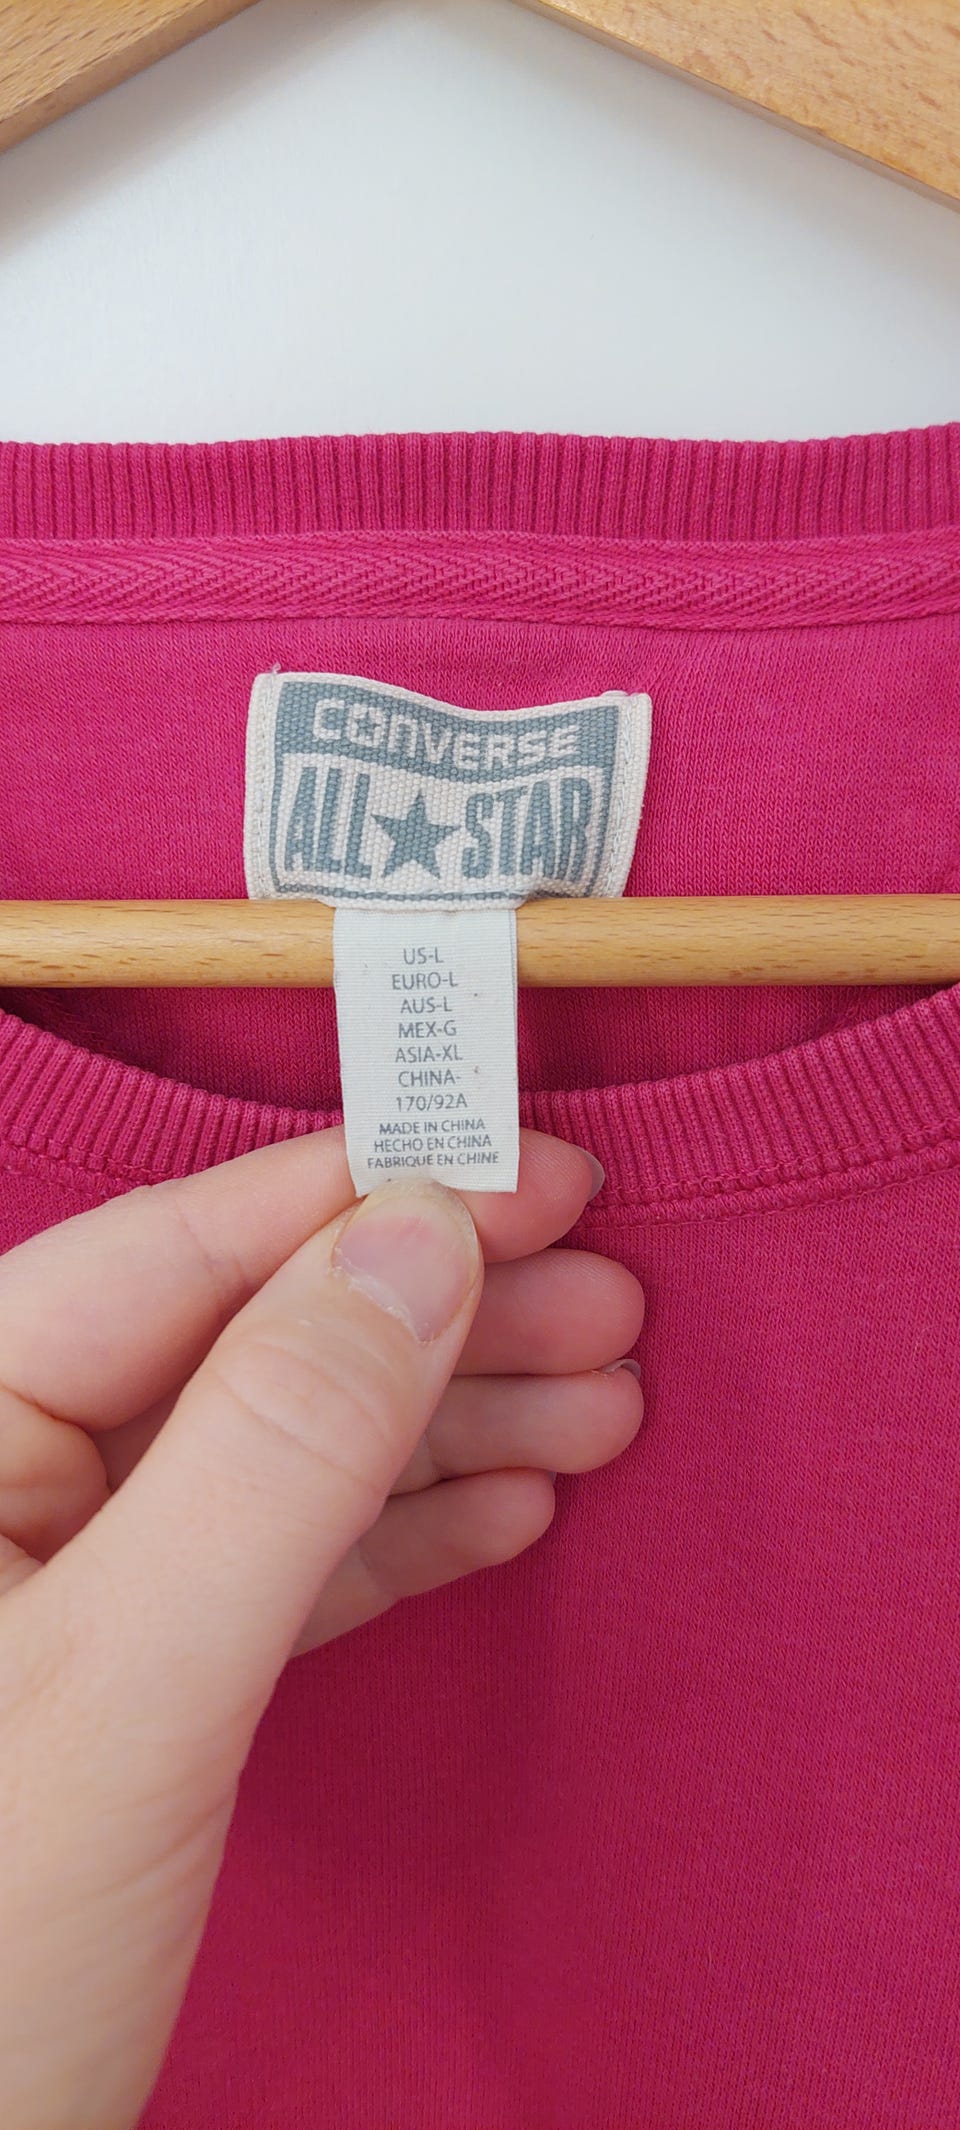 CONVERSE
ALL STAR
US-L
EURO-L
AUS-L
MEX-G
ASIA-XL
CHINA-
170/92A
MADE IN CHINA
HECHO EN CHINA
FABRIQUE EN CHINE